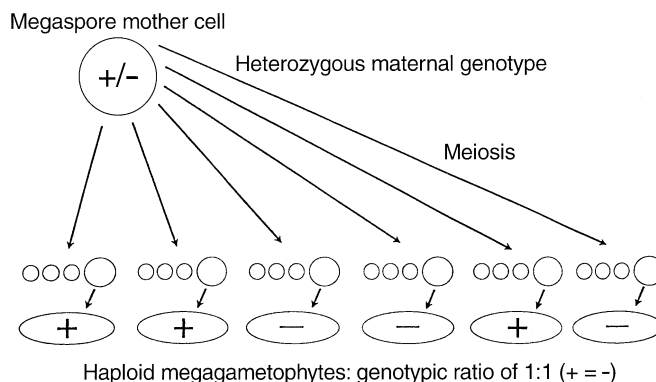 Megaspore mother cell
+/-
Heterozygous maternal genotype
Meiosis
+ + − − + −
Haploid megagametophytes: genotypic ratio of 1:1 (+ = -)